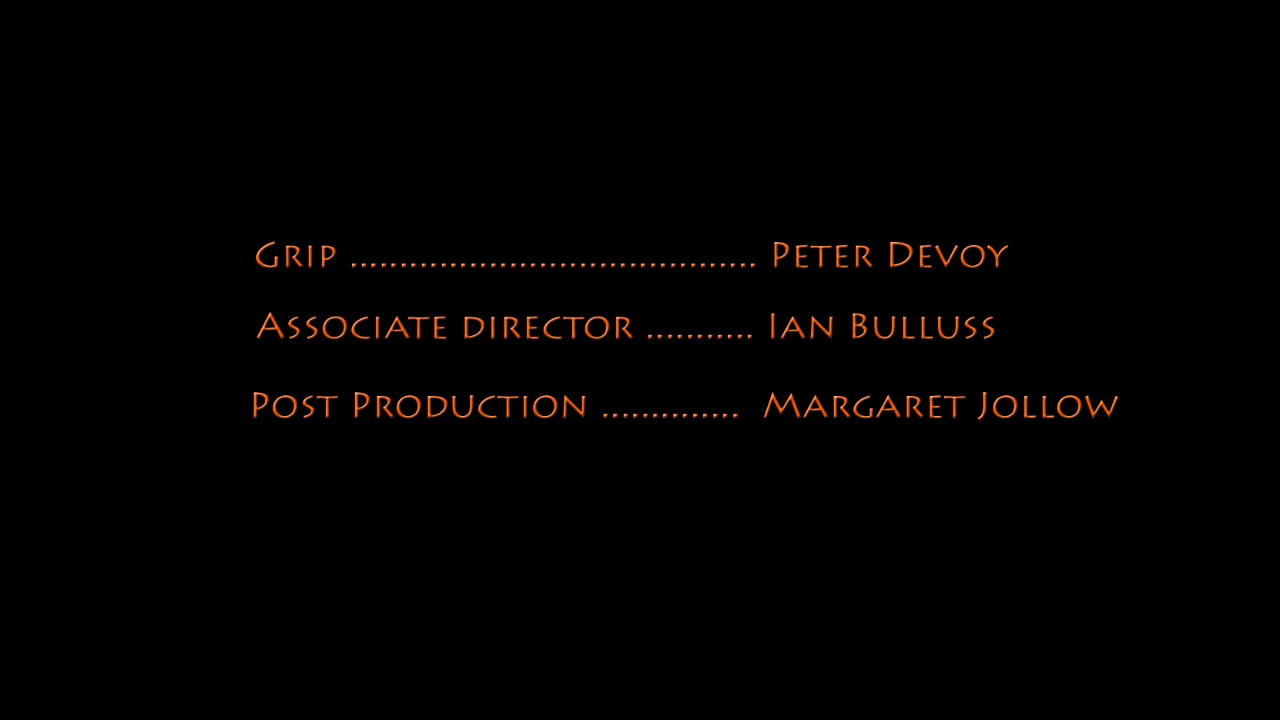 Grip ......................................... Peter Devoy
Associate director ........... Ian Bulluss
Post Production .............. Margaret Jollow